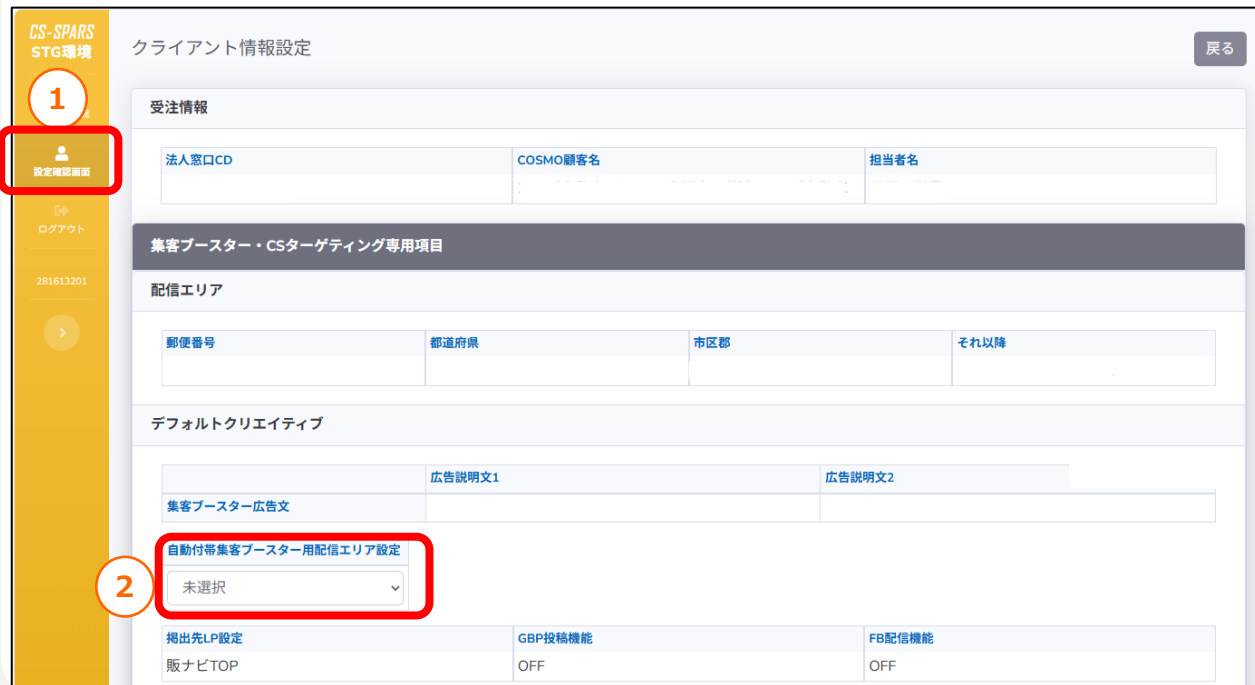 CS-SPARS
STG環境
クライアント情報設定
戻る
1
受注情報
設定確認画面
法人窓口CD
COSMO顧客名
担当者名
ログアウト
集客ブースター・CSターゲティング専用項目
281613201
配信エリア
郵便番号
都道府県
市区郡
それ以降
デフォルトクリエイティブ
広告説明文1
広告説明文2
集客ブースター広告文
自動付帯集客ブースター用配信エリア設定
2
未選択
掲出先LP設定
GBP投稿機能
FB配信機能
販ナビTOP
OFF
OFF